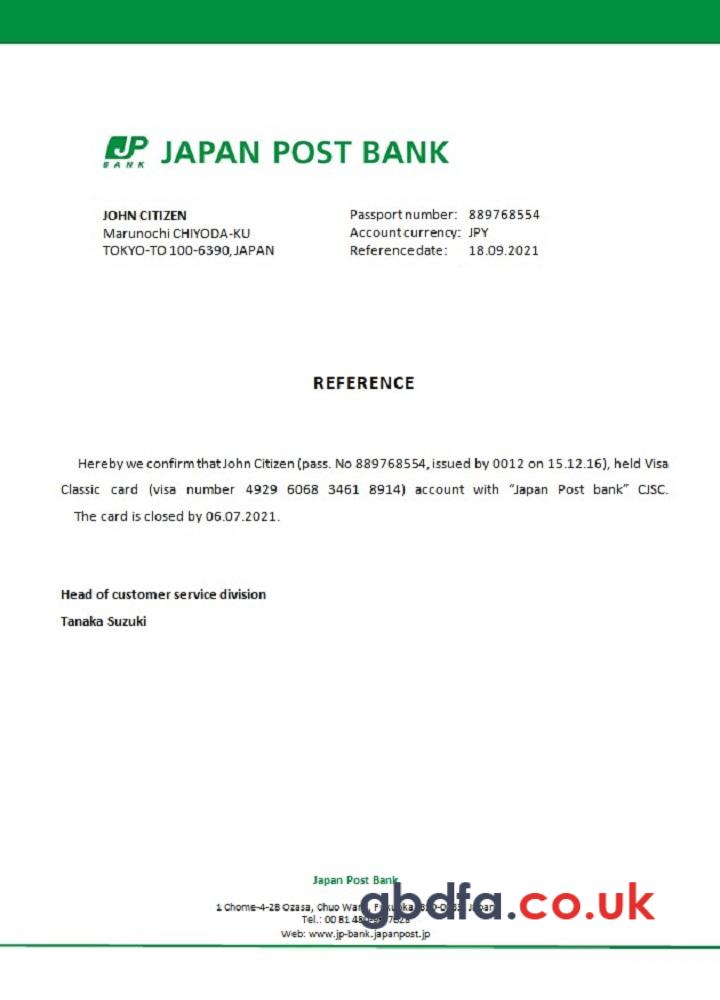 JP
BANK
JAPAN POST BANK
JOHN CITIZEN
Marunochi CHIYODA-KU
TOKYO-TO 100-6390, JAPAN
Passport number: 889768554
Account currency: JPY
Reference date: 18.09.2021
REFERENCE
Hereby we confirm that John Citizen (pass. No 889768554, issued by 0012 on 15.12.16), held Visa
Classic card (visa number 4929 6068 3461 8914) account with "Japan Post bank" CJSC.
The card is closed by 06.07.2021.
Head of customer service division
Tanaka Suzuki
Japan Post Bank
1 Chome-4-2B Ozasa, Chuo Ward, Japan
Tel.: 00 81
Web: www.jp-bank.japanpost.jp
gbdfa.co.uk